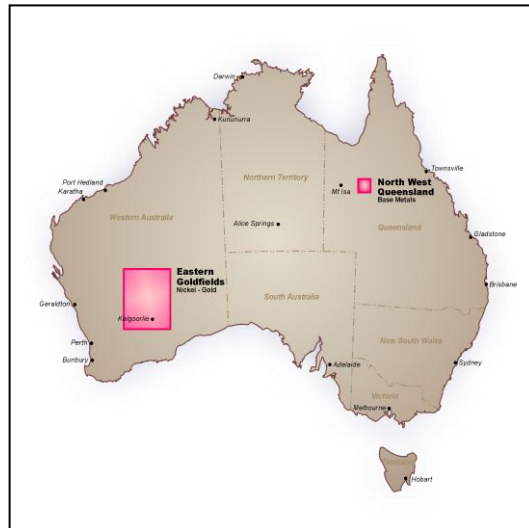 Darwin
Kununurra
Northern Territory
Townsville
Mt Isa
North West
Queensland
Base Metals
Port Hedland
Karatha
Western Australia
Alice Springs
Queensland
Gladstone
Eastern
Goldfields
Nickel - Gold
Brisbane
South Australia
Geraldton
Kalgoorlie
New South Wales
Perth
Bunbury
Adelaide
Sydney
Victoria
Melbourne
Tasmania
Hobart